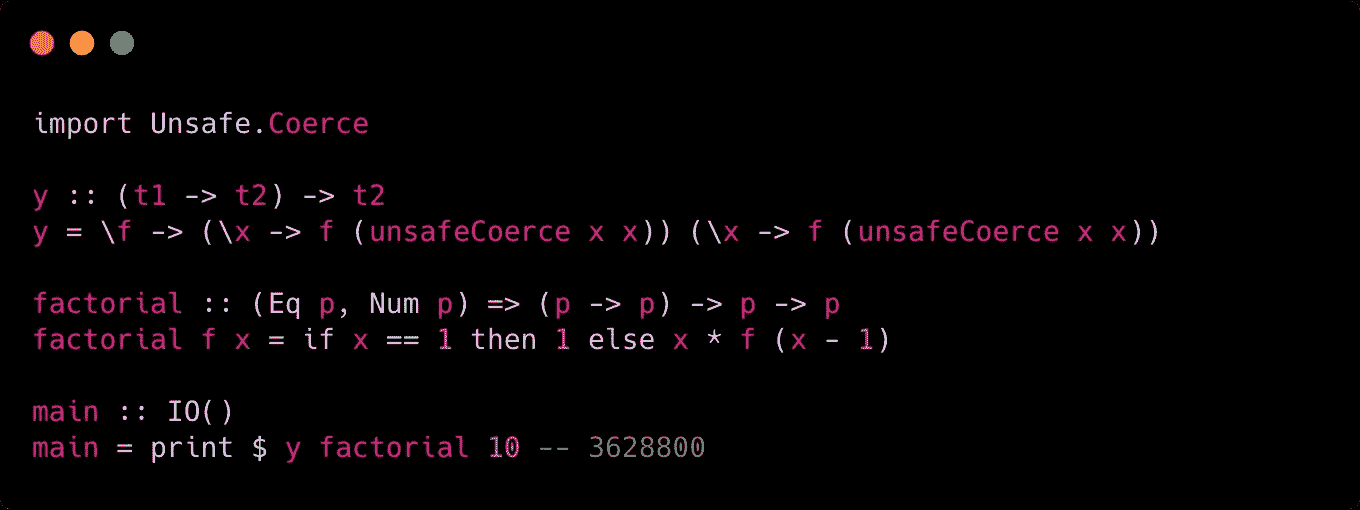 import Unsafe.Coerce
y :: (t1 -> t2) -> t2
y = \f -> (\x -> f (unsafeCoerce x x)) (\x -> f (unsafeCoerce x x))
factorial :: (Eq p, Num p) => (p -> p) -> p -> p
factorial f x = if x == 1 then 1 else x * f (x - 1)
main :: IO()
main = print $ y factorial 10 -- 3628800